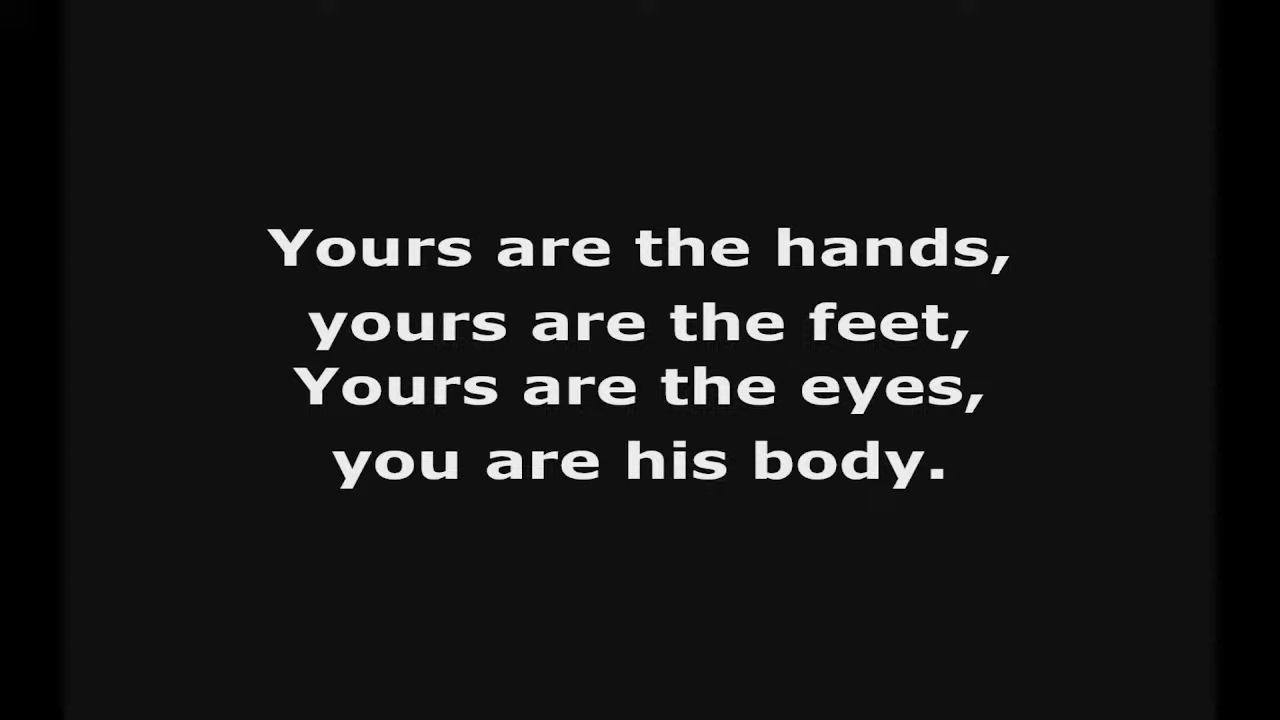 Yours are the hands,
yours are the feet,
Yours are the eyes,
you are his body.